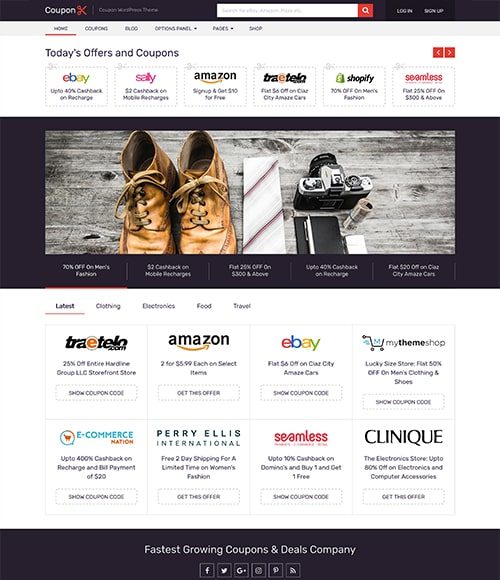 Coupon
Coupon WordPress Theme
Search for eBay, Amazon, Pizza etc.
LOG IN
SIGN UP
HOME
COUPONS
BLOG
OPTIONS PANEL
PAGES
SHOP
Today's Offers and Coupons
ebay
Upto 40% Cashback
on Recharge
sally
$2 Cashback on
Mobile Recharges
amazon
Signup & Get $10
for Free
traetelo
.com
Flat $6 Off on Ciaz
City Amaze Cars
shopify
70% OFF On Men's
Fashion
seamless
Flat 25% OFF On
$300 & Above
70% OFF On Men's
Fashion
$2 Cashback on
Mobile Recharges
Flat 25% OFF On
$300 & Above
Upto 40% Cashback
on Recharge
Flat $20 Off on Ciaz
City Amaze Cars
Latest
Clothing
Electronics
Food
Travel
traetelo
.com
25% Off Entire Hardline
Group LLC Storefront Store
SHOW COUPON CODE
amazon
2 for $5.99 Each on Select
Items
GET THIS OFFER
ebay
Flat $6 Off on Ciaz City
Amaze Cars
SHOW COUPON CODE
mythemeshop
Lucky Size Store: Flat 50%
OFF On Men's Clothing &
Shoes
SHOW COUPON CODE
E-COMMERCE
NATION
Upto 400% Cashback on
Recharge and Bill Payment
of $20
SHOW COUPON CODE
PERRY ELLIS
INTERNATIONAL
Free 2 Day Shipping For A
Limited Time on Women's
Fashion
GET THIS OFFER
seamless
Upto 10% Cashback on
Domino's and Buy 1 and Get
1 Free
SHOW COUPON CODE
CLINIQUE
The Electronics Store: Upto
80% Off on Electronics and
Computer Accessories
GET THIS OFFER
Fastest Growing Coupons & Deals Company